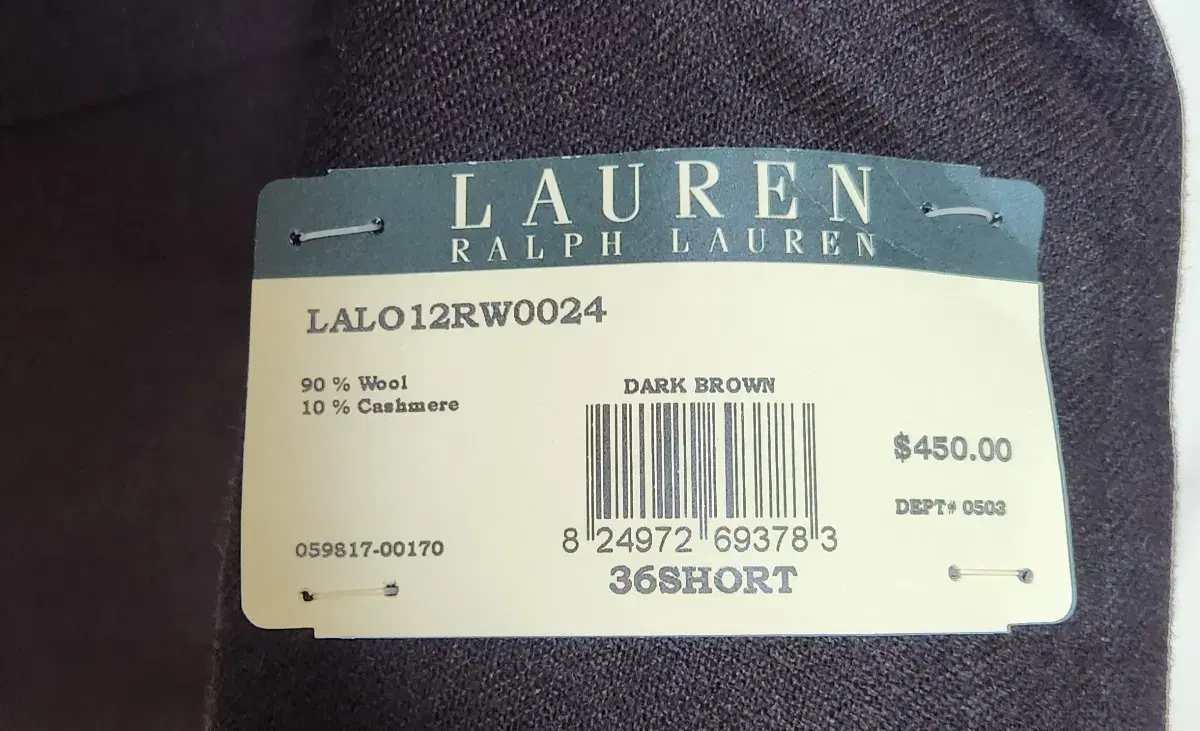 LAUREN
RALPH LAUREN
LALO12RW0024
90 % Wool
10 % Cashmere
DARK BROWN
$450.00
DEPT# 0503
059817-00170
8 24972 69378 3
36SHORT